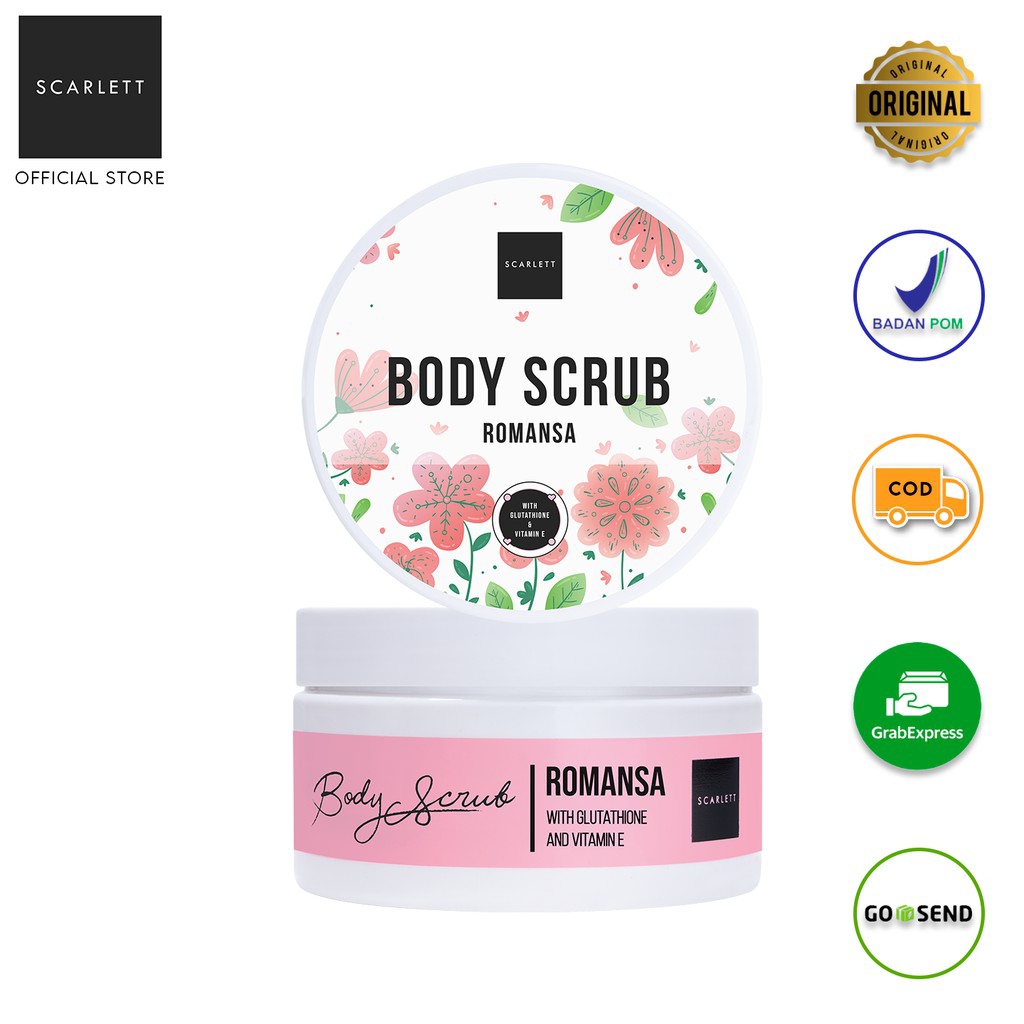 SCARLETT
OFFICIAL STORE
SCARLETT
BODY SCRUB
ROMANSA
WITH
GLUTATHIONE
&
VITAMIN E
Body Scrub
ROMANSA
WITH GLUTATHIONE
AND VITAMIN E
SCARLETT
ORIGINAL
ORIGINAL
ORIGINAL
BADAN POM
COD
GrabExpress
GO SEND